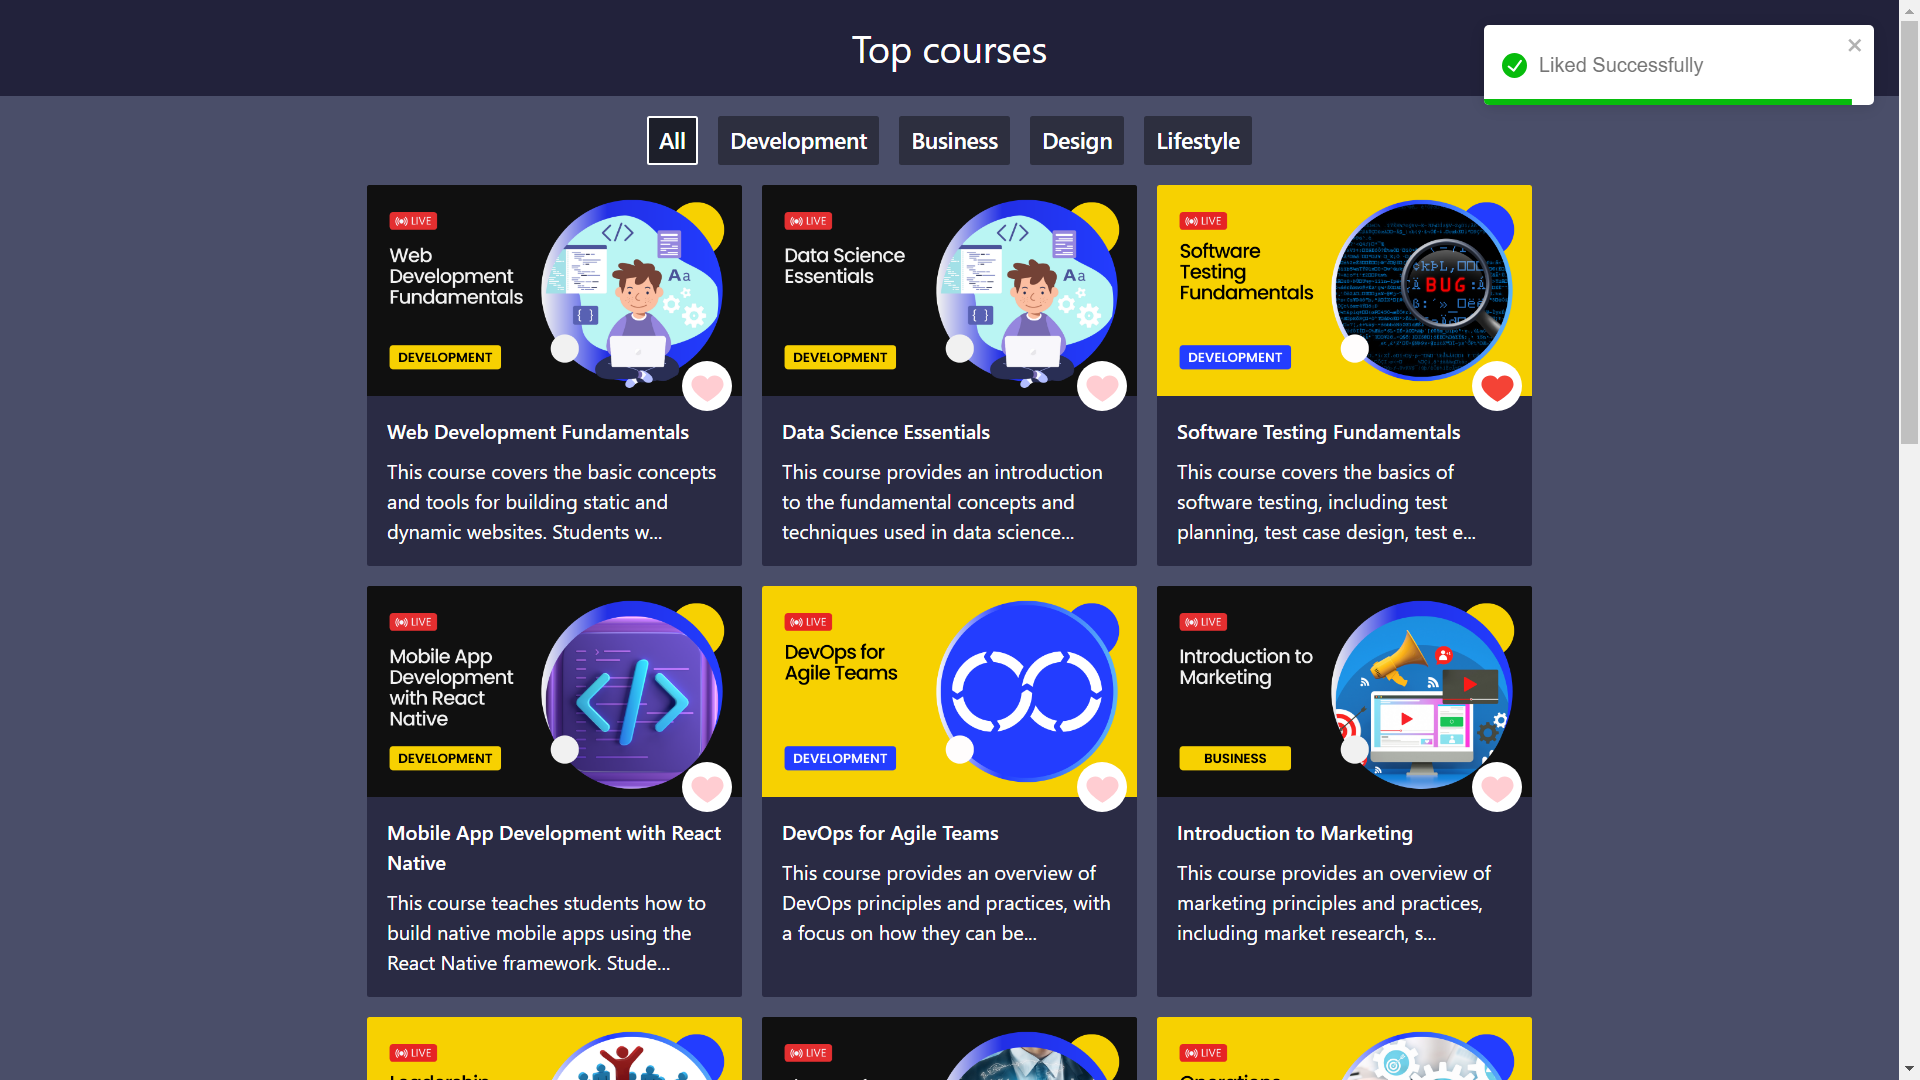 Top courses
Liked Successfully
All
Development
Business
Design
Lifestyle
LIVE
Web
Development
Fundamentals
DEVELOPMENT
Web Development Fundamentals
This course covers the basic concepts
and tools for building static and
dynamic websites. Students w...
LIVE
Data Science
Essentials
DEVELOPMENT
Data Science Essentials
This course provides an introduction
to the fundamental concepts and
techniques used in data science...
LIVE
Software
Testing
Fundamentals
BUG
DEVELOPMENT
Software Testing Fundamentals
This course covers the basics of
software testing, including test
planning, test case design, test e...
LIVE
Mobile App
Development
with React
Native
DEVELOPMENT
Mobile App Development with React
Native
This course teaches students how to
build native mobile apps using the
React Native framework. Stude...
LIVE
DevOps for
Agile Teams
DEVELOPMENT
DevOps for Agile Teams
This course provides an overview of
DevOps principles and practices, with
a focus on how they can be...
LIVE
Introduction to
Marketing
BUSINESS
Introduction to Marketing
This course provides an overview of
marketing principles and practices,
including market research, s...
LIVE
Leadership
LIVE
LIVE
Operations